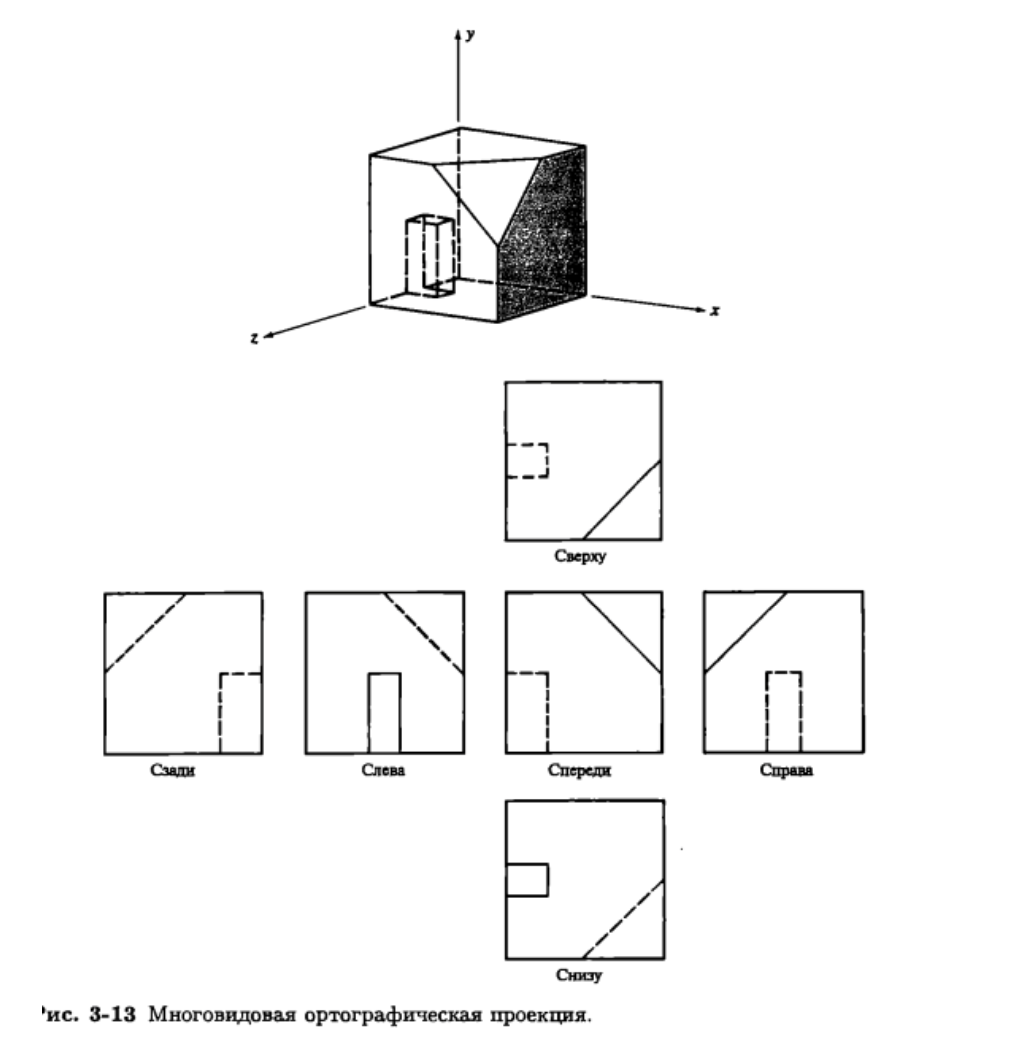 y
x
z
Сверху
Сзади
Слева
Спереди
Справа
Снизу
ис. 3-13 Многовидовая ортографическая проекция.